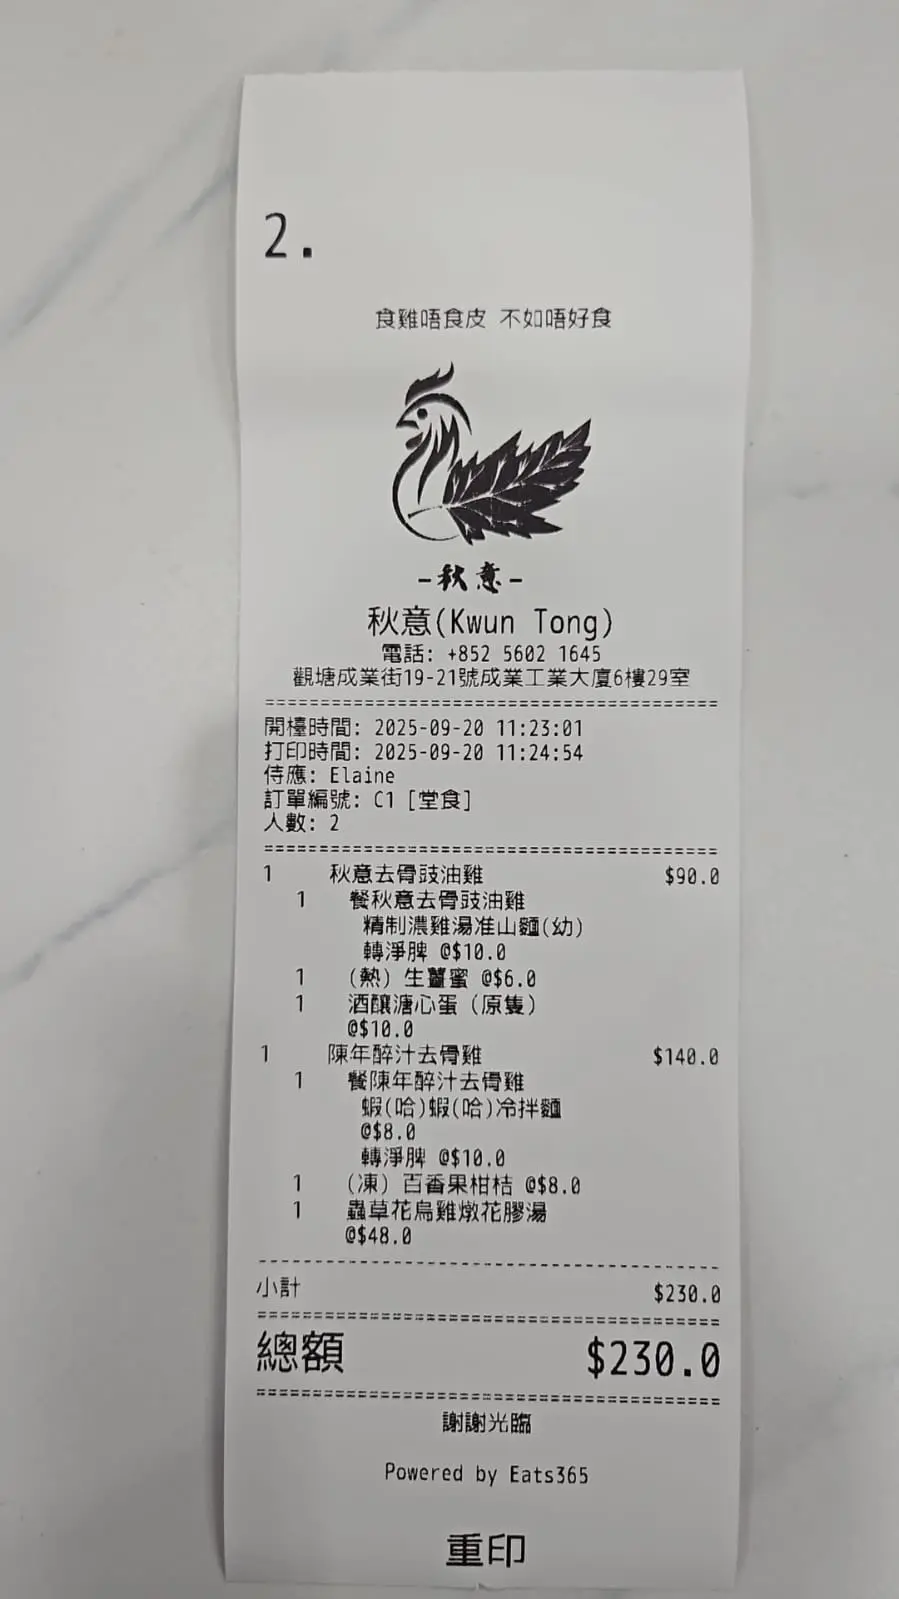 2.
食雞唔食皮 不如唔好食
-秋意-
秋意(Kwun Tong)
電話: +852 5602 1645
觀塘成業街19-21號成業工業大廈6樓29室
開檯時間: 2025-09-20 11:23:01
打印時間: 2025-09-20 11:24:54
侍應: Elaine
訂單編號: C1 [堂食]
人數: 2
1 秋意去骨豉油雞 $90.0
1 餐秋意去骨豉油雞
精制濃雞湯准山麵(幼)
轉淨脾 @$10.0
1 (熱) 生薑蜜 @$6.0
1 酒釀溏心蛋 (原隻)
@$10.0
1 陳年醉汁去骨雞 $140.0
1 餐陳年醉汁去骨雞
蝦(哈)蝦(哈)冷拌麵
@$8.0
轉淨脾 @$10.0
1 (凍) 百香果柑桔 @$8.0
1 蟲草花烏雞燉花膠湯
@$48.0
小計 $230.0
總額 $230.0
謝謝光臨
Powered by Eats365
重印